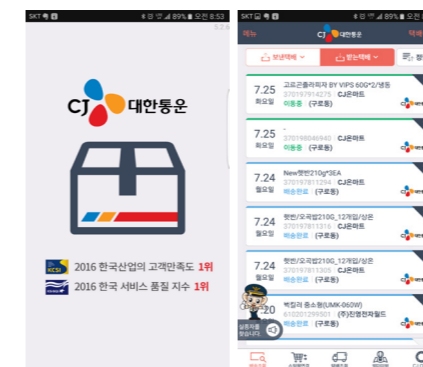 SKT
89% 오전 8:53
CJ 대한통운
2016 한국산업의 고객만족도 1위
2016 한국 서비스 품질 지수 1위
SKT
89% 오전 8
메뉴
CJ 대한통운
택배
보낸택배
받는택배
7.25 고르곤졸라피자 BY VIPS 60G*2/냉동
370197914275 CJ온마트
화요일 이동중 (구로동)
7.25 -
370198046940 CJ온마트
화요일 이동중 (구로동)
7.24 New햇반210g*3EA
370197811294 CJ온마트
월요일 배송완료 (구로동)
7.24 햇반/오곡밥210G_12개입/상온
370197811316 CJ온마트
월요일 배송완료 (구로동)
7.24 햇반/오곡밥210G_12개입/상온
370197811305 CJ온마트
월요일 배송완료 (구로동)
20 벽걸이 중소형(UMK-060W)
610201299501 (주)진영전자월드
배송완료 (구로동)